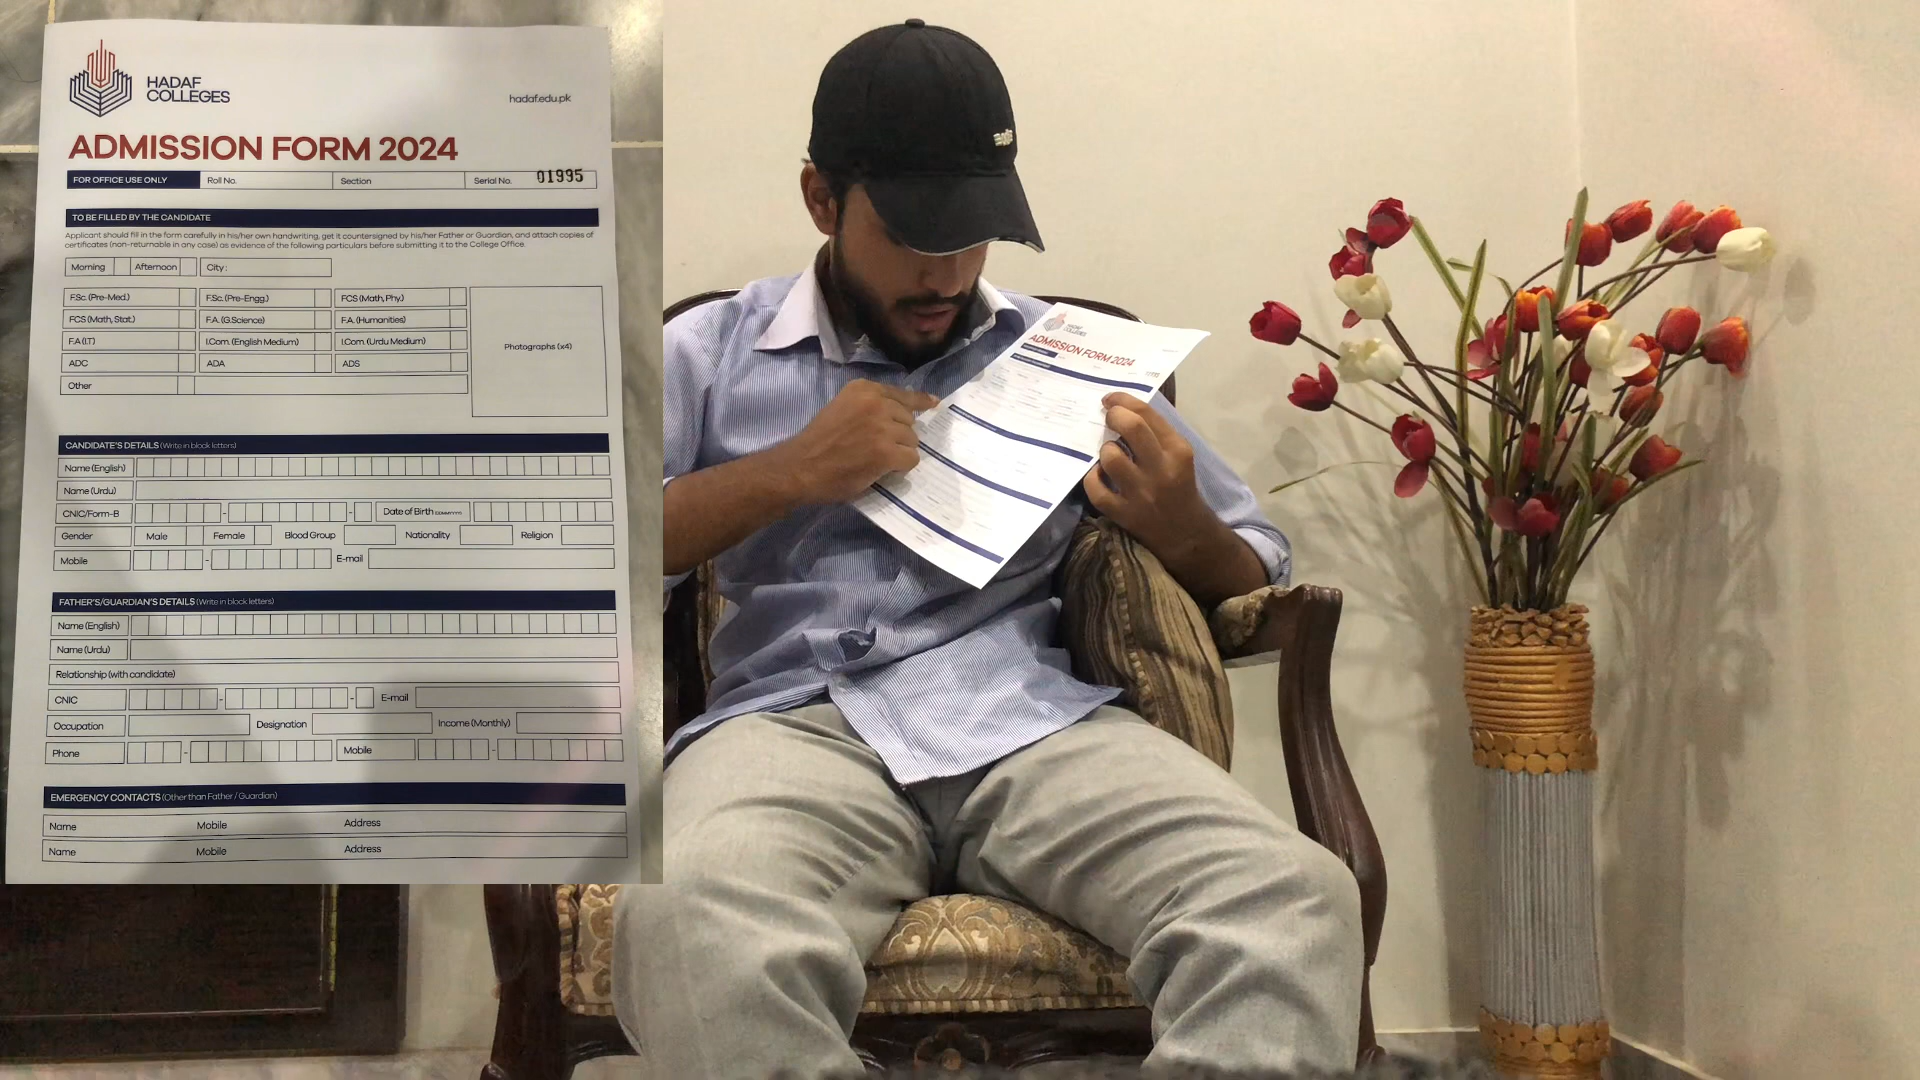 HADAF
COLLEGES
hadaf.edu.pk
ADMISSION FORM 2024
FOR OFFICE USE ONLY Roll No. Section Serial No. 01995
TO BE FILLED BY THE CANDIDATE
Applicant should fill in the form carefully in his/her own handwriting, get it countersigned by his/her Father or Guardian, and attach copies of
certificates (non-returnable in any case) as evidence of the following particulars before submitting it to the College Office.
Morning Afternoon City:
F.Sc. (Pre-Med.) F.Sc. (Pre-Engg.) FCS (Math, Phy.)
FCS (Math, Stat.) F.A. (G.Science) F.A. (Humanities)
F.A (I.T) I.Com. (English Medium) I.Com. (Urdu Medium)
Photographs (x4)
ADC ADA ADS
Other
CANDIDATE'S DETAILS (Write in block letters)
Name (English)
Name (Urdu)
CNIC/Form-B - - Date of Birth (DDMMYYYY)
Gender Male Female Blood Group Nationality Religion
Mobile - E-mail
FATHER'S/GUARDIAN'S DETAILS (Write in block letters)
Name (English)
Name (Urdu)
Relationship (with candidate)
CNIC - - E-mail
Occupation Designation Income (Monthly)
Phone - Mobile -
EMERGENCY CONTACTS (Other than Father / Guardian)
Name Mobile Address
Name Mobile Address
HADAF
COLLEGES
ADMISSION FORM 2024